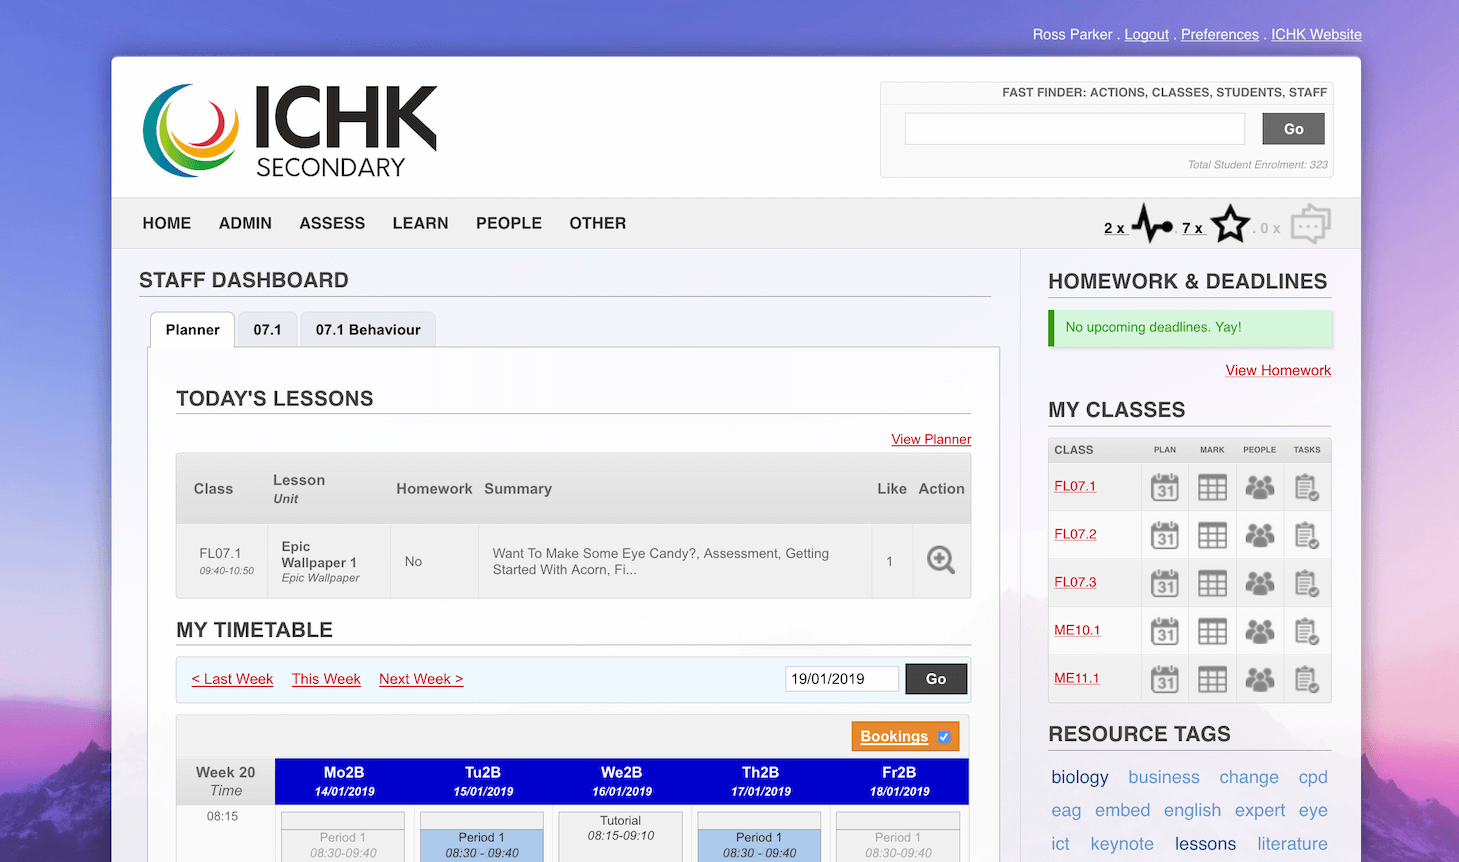 Ross Parker . Logout . Preferences . ICHK Website
ICHK
SECONDARY
FAST FINDER: ACTIONS, CLASSES, STUDENTS, STAFF
Go
Total Student Enrolment: 323
HOME ADMIN ASSESS LEARN PEOPLE OTHER
2 x . 7 x . 0 x
STAFF DASHBOARD
Planner 07.1 07.1 Behaviour
TODAY'S LESSONS
View Planner
Class Lesson Homework Summary Like Action
Unit
FL07.1 Epic Wallpaper 1 No Want To Make Some Eye Candy?, Assessment, Getting 1
09:40-10:50 Epic Wallpaper Started With Acorn, Fi...
MY TIMETABLE
< Last Week This Week Next Week > 19/01/2019 Go
Bookings
Week 20 Mo2B Tu2B We2B Th2B Fr2B
Time 14/01/2019 15/01/2019 16/01/2019 17/01/2019 18/01/2019
08:15 Tutorial
08:15-09:10
Period 1 Period 1 Period 1 Period 1
08:30-09:40 08:30 - 09:40 08:30 - 09:40 08:30-09:40
HOMEWORK & DEADLINES
No upcoming deadlines. Yay!
View Homework
MY CLASSES
CLASS PLAN MARK PEOPLE TASKS
FL07.1 31
FL07.2 31
FL07.3 31
ME10.1 31
ME11.1 31
RESOURCE TAGS
biology business change cpd
eag embed english expert eye
ict keynote lessons literature